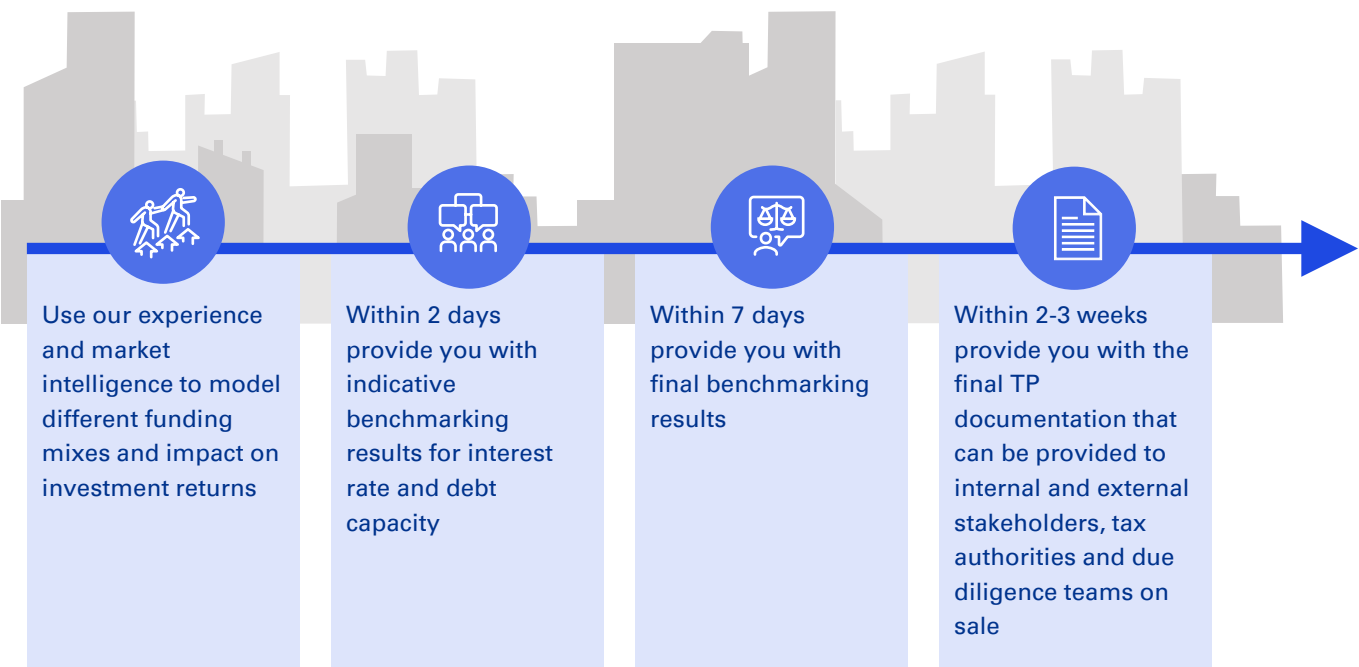 Use our experience
and market
intelligence to model
different funding
mixes and impact on
investment returns
Within 2 days
provide you with
indicative
benchmarking
results for interest
rate and debt
capacity
Within 7 days
provide you with
final benchmarking
results
Within 2-3 weeks
provide you with the
final TP
documentation that
can be provided to
internal and external
stakeholders, tax
authorities and due
diligence teams on
sale